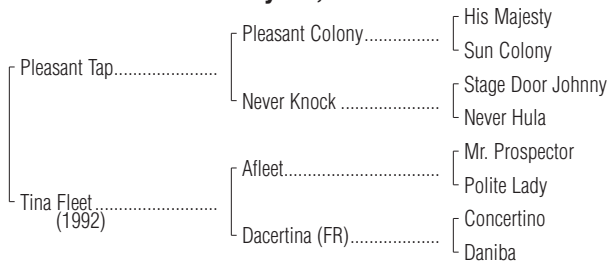 His Majesty
Pleasant Colony.................
Sun Colony
Pleasant Tap.......................
Stage Door Johnny
Never Knock ......................
Never Hula
Mr. Prospector
Afleet...................................
Polite Lady
Tina Fleet...........................
(1992)
Concertino
Dacertina (FR)....................
Daniba